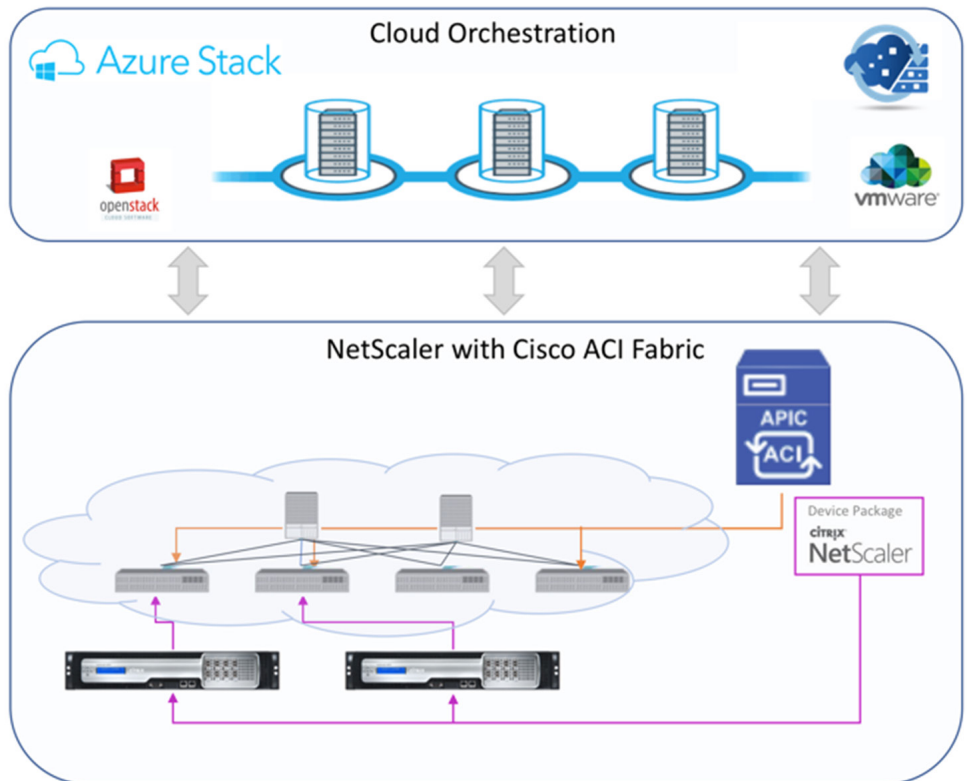 Cloud Orchestration
Azure Stack
openstack
CLOUD SOFTWARE
vmware
NetScaler with Cisco ACI Fabric
APIC
ACI
Device Package
CITRIX
NetScaler